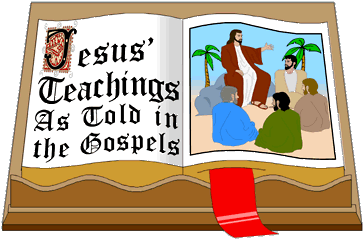 Jesus'
Teachings
As Told in
the Gospels